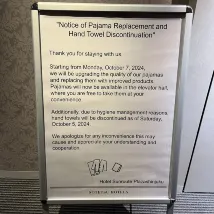 "Notice of Pajama Replacement and
Hand Towel Discontinuation"
Thank you for staying with us.
Starting from Monday, October 7, 2024,
we will be upgrading the quality of our pajamas
and replacing them with improved products.
Pajamas will now be available in the elevator hall,
where you are free to take them at your
convenience.
Additionally, due to hygiene management reasons,
hand towels will be discontinued as of Saturday,
October 5, 2024.
We apologize for any inconvenience this may
cause and appreciate your understanding and
cooperation.
Hotel Sunroute
HOTELS